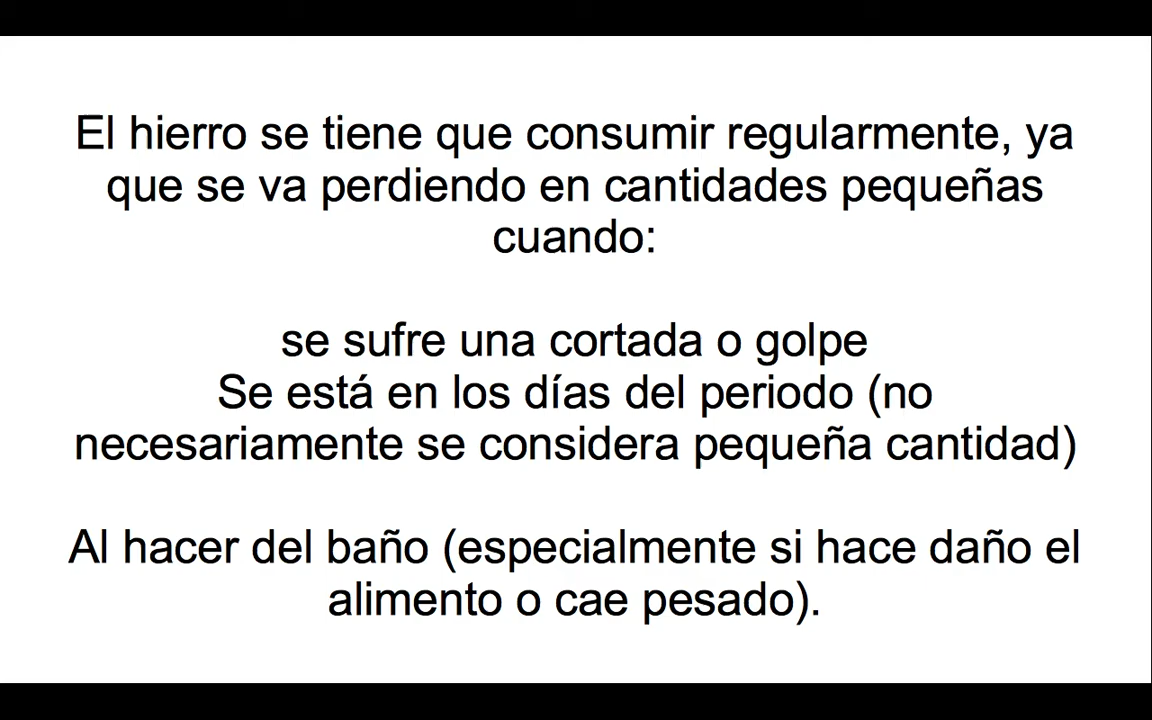 El hierro se tiene que consumir regularmente, ya
que se va perdiendo en cantidades pequeñas
cuando:
se sufre una cortada o golpe
Se está en los días del periodo (no
necesariamente se considera pequeña cantidad)
Al hacer del baño (especialmente si hace daño el
alimento o cae pesado).